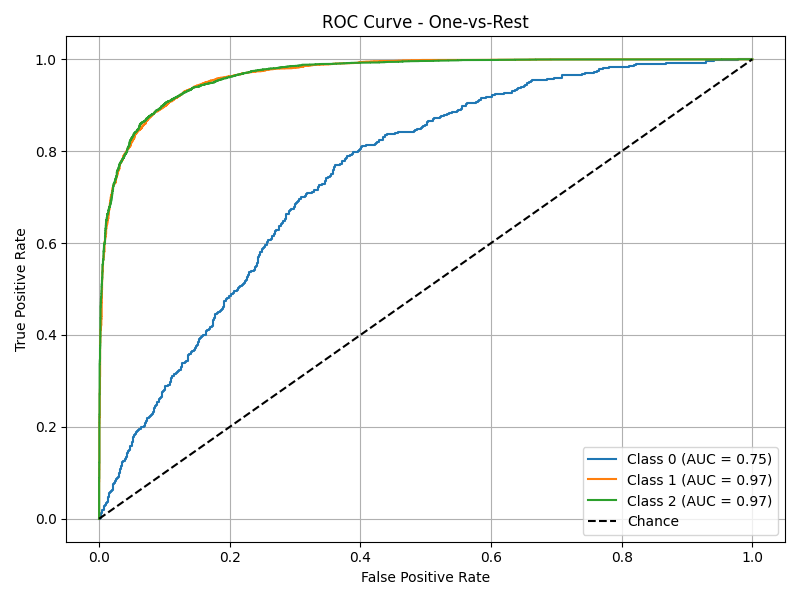 ROC Curve - One-vs-Rest
True Positive Rate
1.0
0.8
0.6
0.4
0.2
0.0
Class 0 (AUC = 0.75)
Class 1 (AUC = 0.97)
Class 2 (AUC = 0.97)
Chance
0.0 0.2 0.4 0.6 0.8 1.0
False Positive Rate